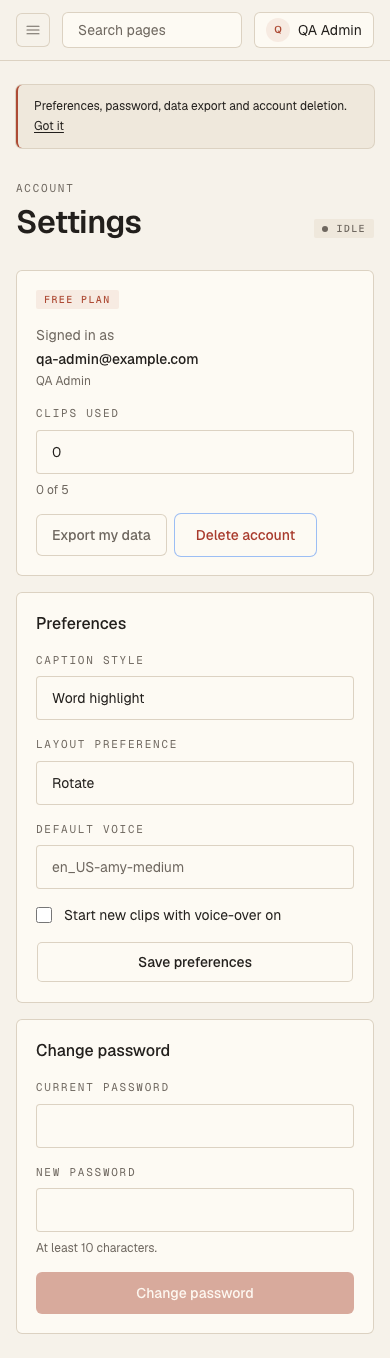 Search pages
Q
QA Admin
Preferences, password, data export and account deletion.
Got it
ACCOUNT
Settings
IDLE
FREE PLAN
Signed in as
qa-admin@example.com
QA Admin
CLIPS USED
0
0 of 5
Export my data
Delete account
Preferences
CAPTION STYLE
Word highlight
LAYOUT PREFERENCE
Rotate
DEFAULT VOICE
en_US-amy-medium
Start new clips with voice-over on
Save preferences
Change password
CURRENT PASSWORD
NEW PASSWORD
At least 10 characters.
Change password